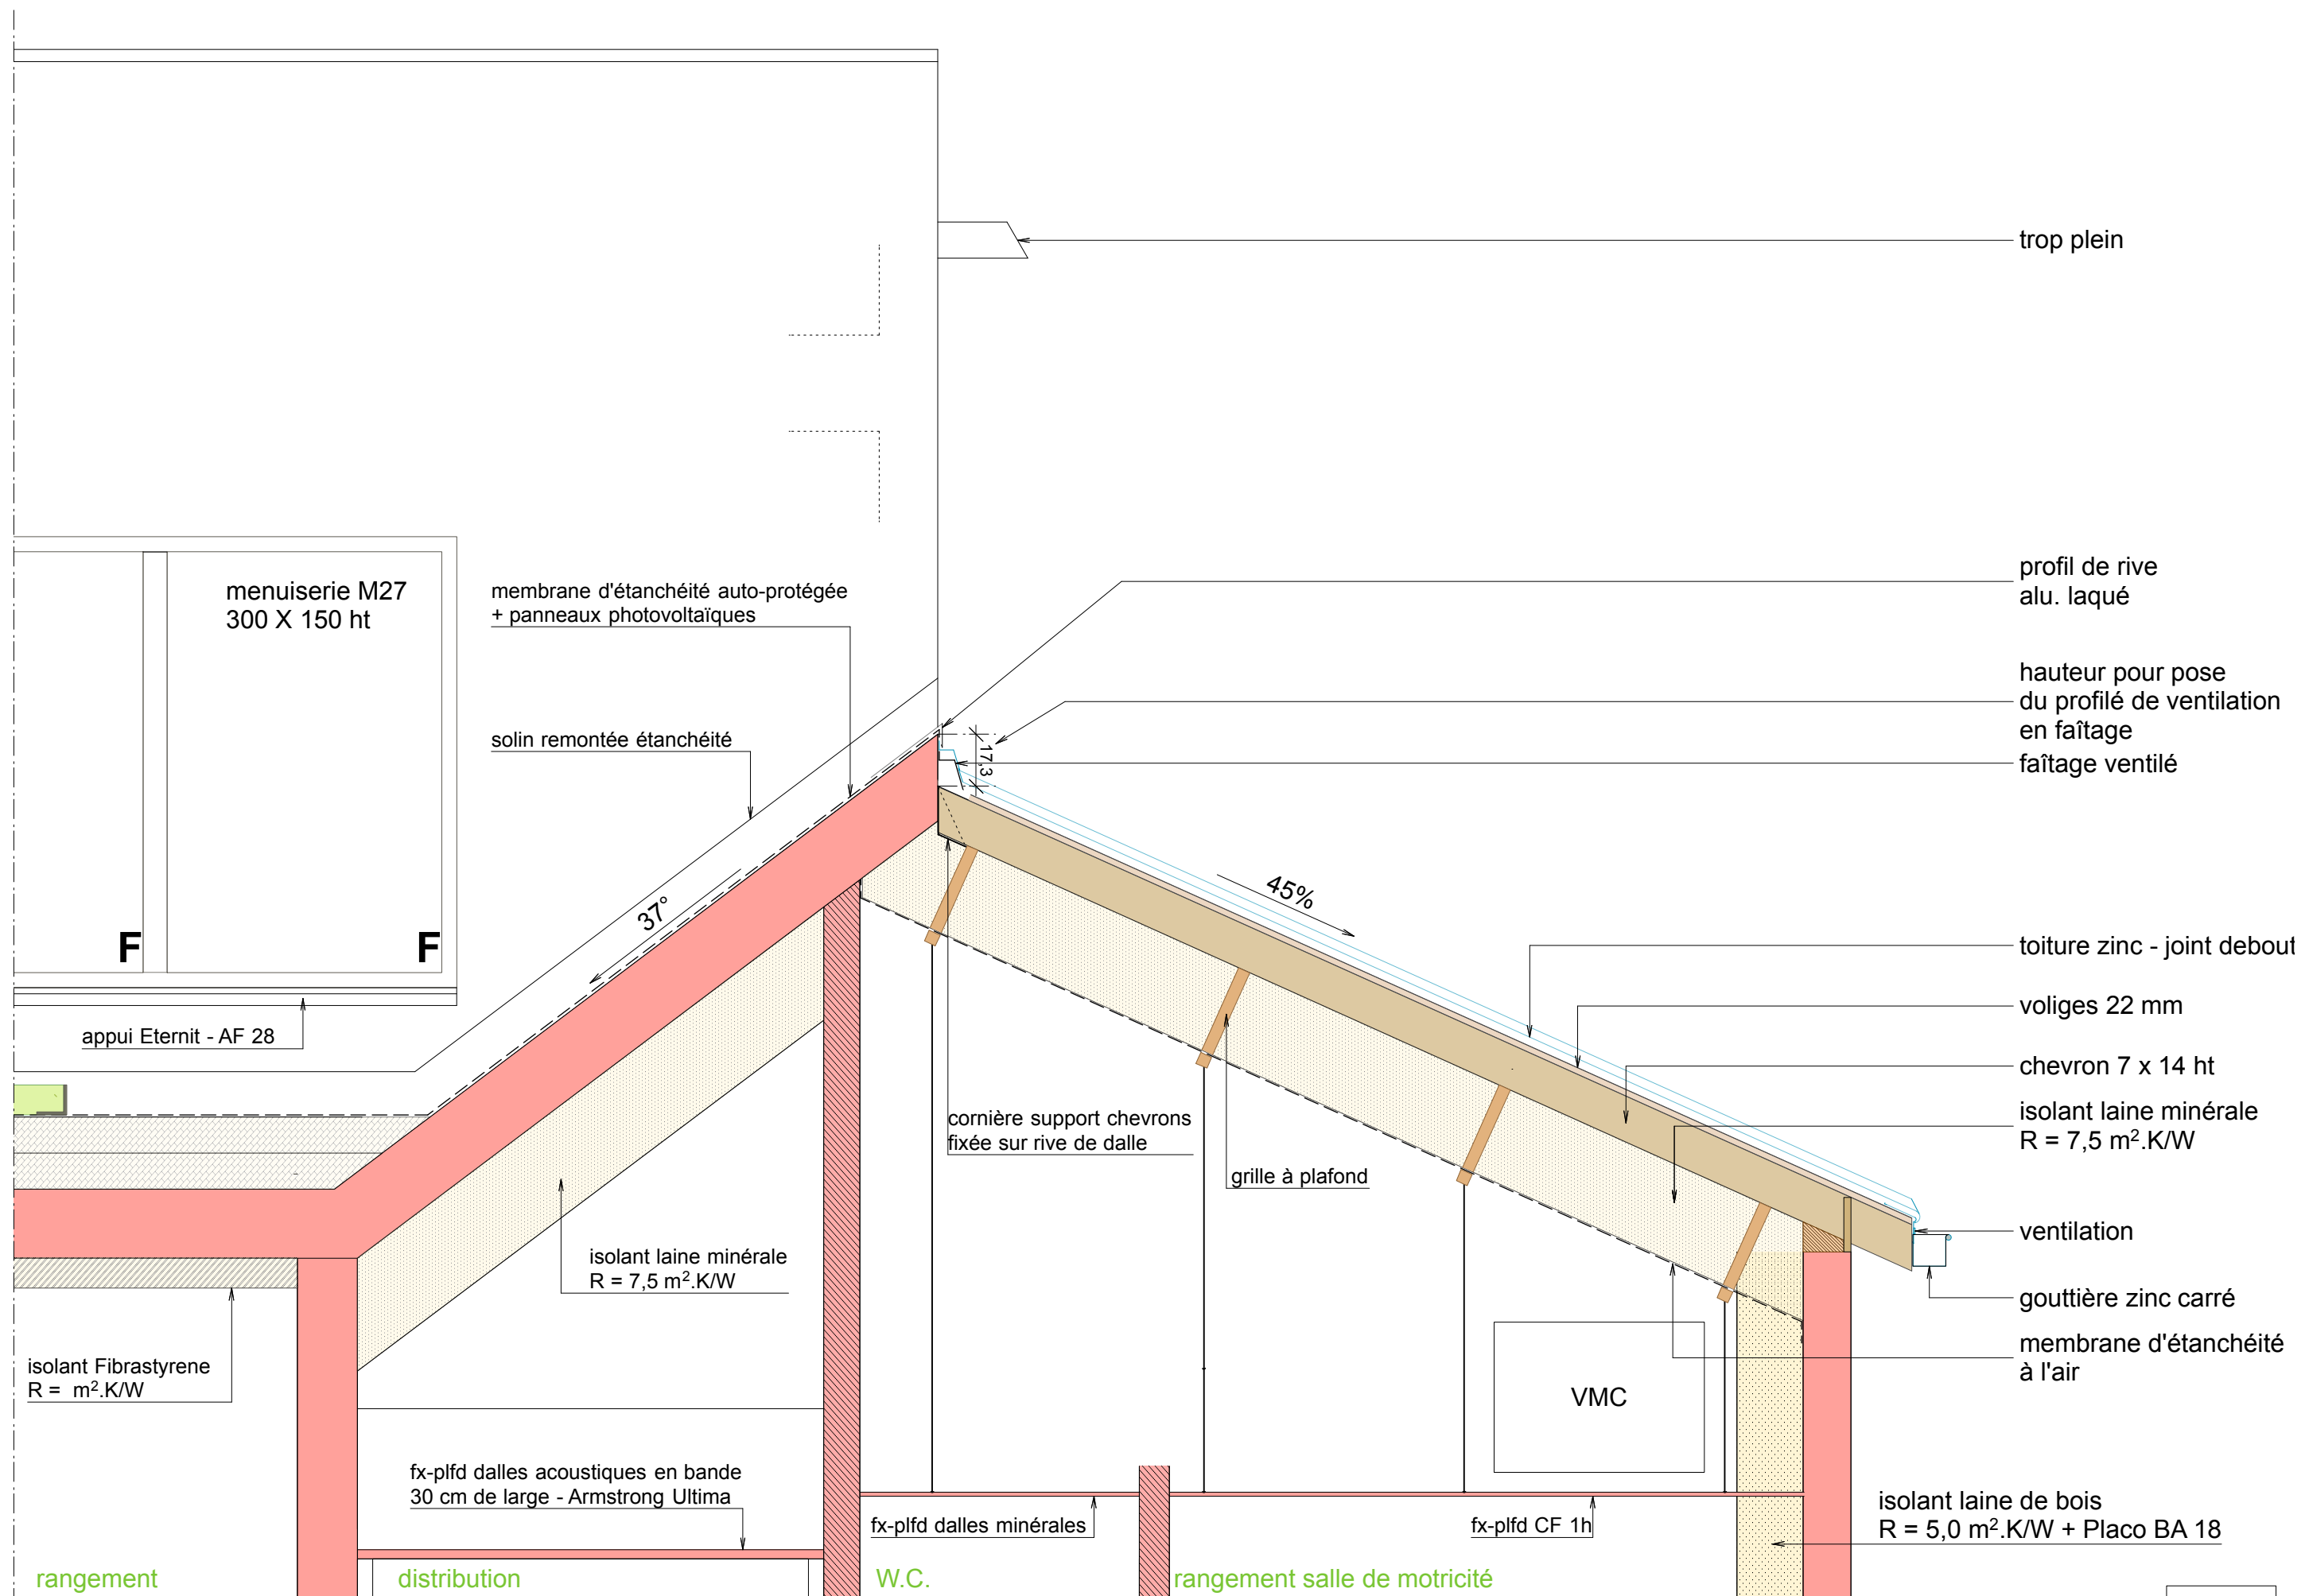 trop plein
menuiserie M27
300 X 150 ht
membrane d'étanchéité auto-protégée
+ panneaux photovoltaïques
profil de rive
alu. laqué
solin remontée étanchéité
hauteur pour pose
du profilé de ventilation
en faîtage
17,3
faîtage ventilé
37°
45%
F
F
appui Eternit - AF 28
toiture zinc - joint debout
voliges 22 mm
chevron 7 x 14 ht
cornière support chevrons
fixée sur rive de dalle
grille à plafond
isolant laine minérale
R = 7,5 m².K/W
isolant laine minérale
R = 7,5 m².K/W
ventilation
gouttière zinc carré
isolant Fibrastyrene
R = m².K/W
membrane d'étanchéité
à l'air
VMC
fx-plfd dalles acoustiques en bande
30 cm de large - Armstrong Ultima
fx-plfd dalles minérales
fx-plfd CF 1h
isolant laine de bois
R = 5,0 m².K/W + Placo BA 18
rangement
distribution
W.C.
rangement salle de motricité